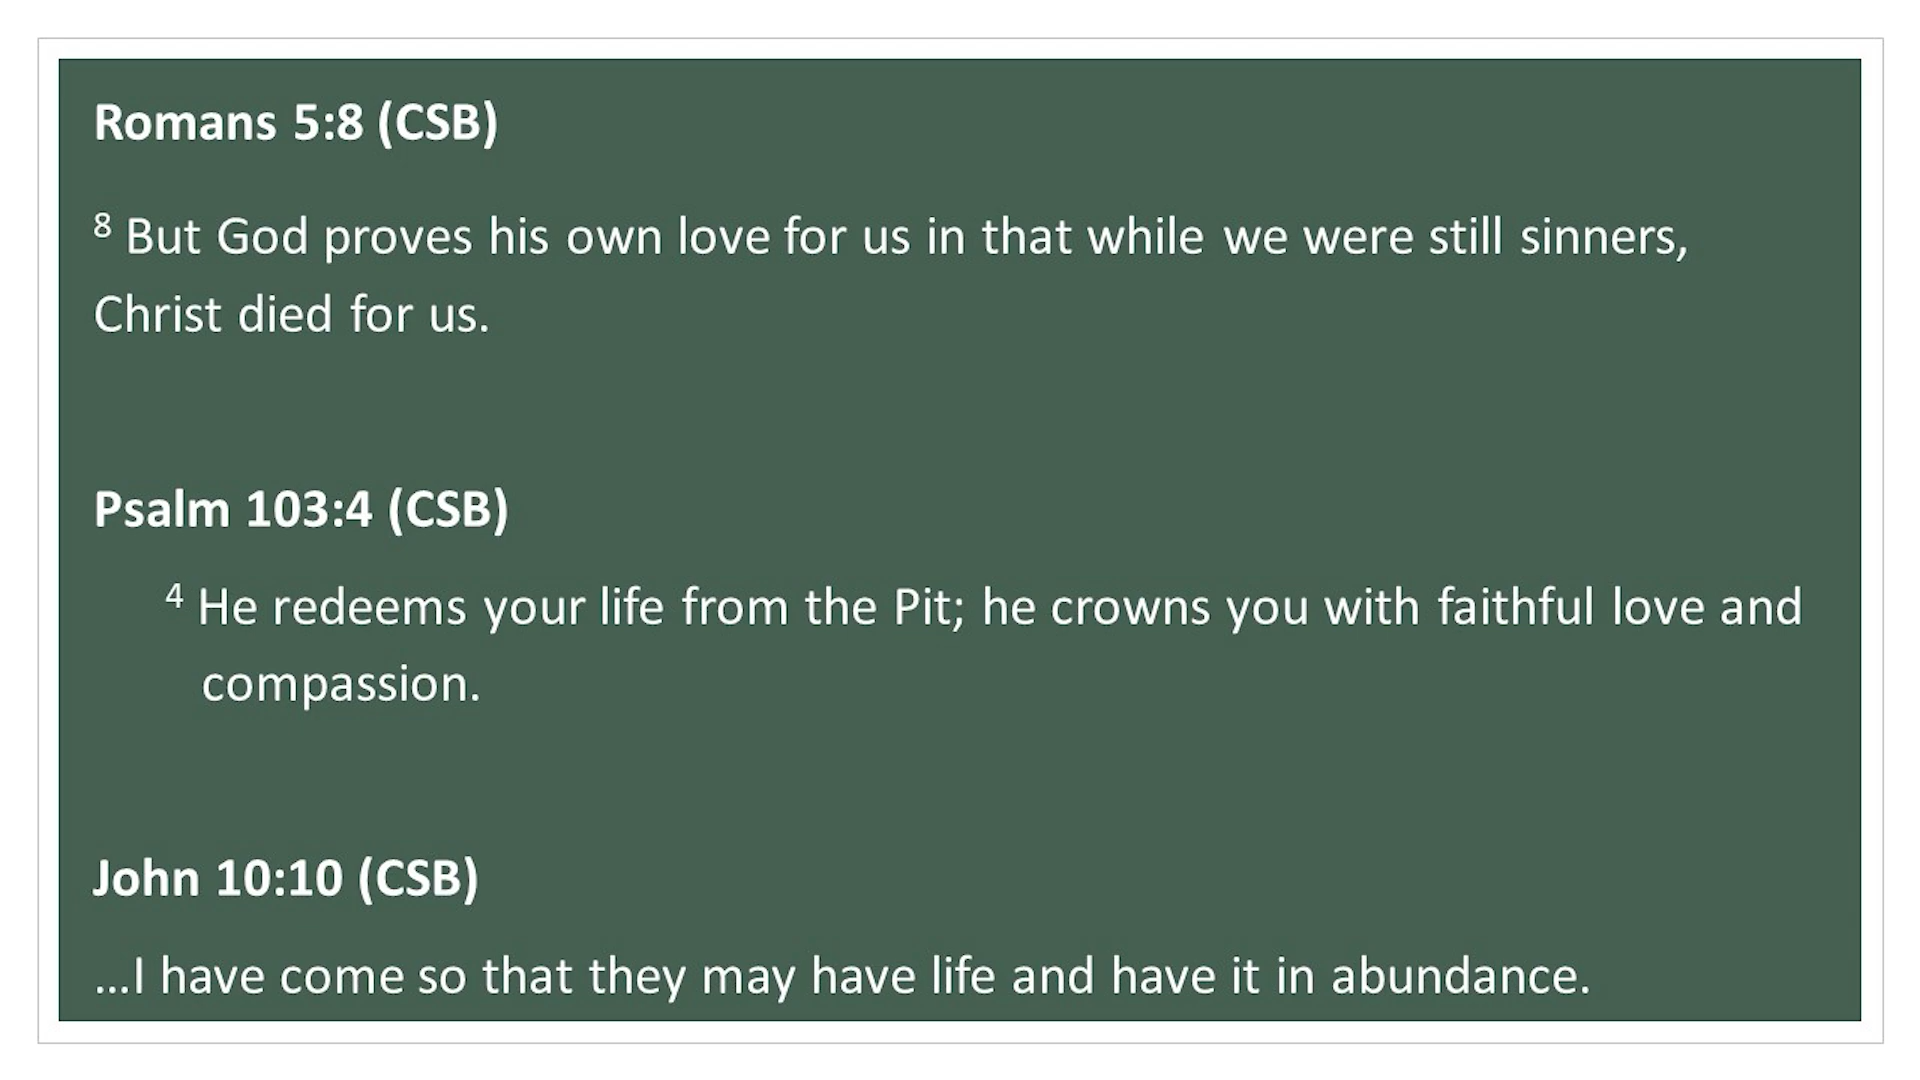 Romans 5:8 (CSB)
8 But God proves his own love for us in that while we were still sinners,
Christ died for us.
Psalm 103:4 (CSB)
4 He redeems your life from the Pit; he crowns you with faithful love and
compassion.
John 10:10 (CSB)
...I have come so that they may have life and have it in abundance.